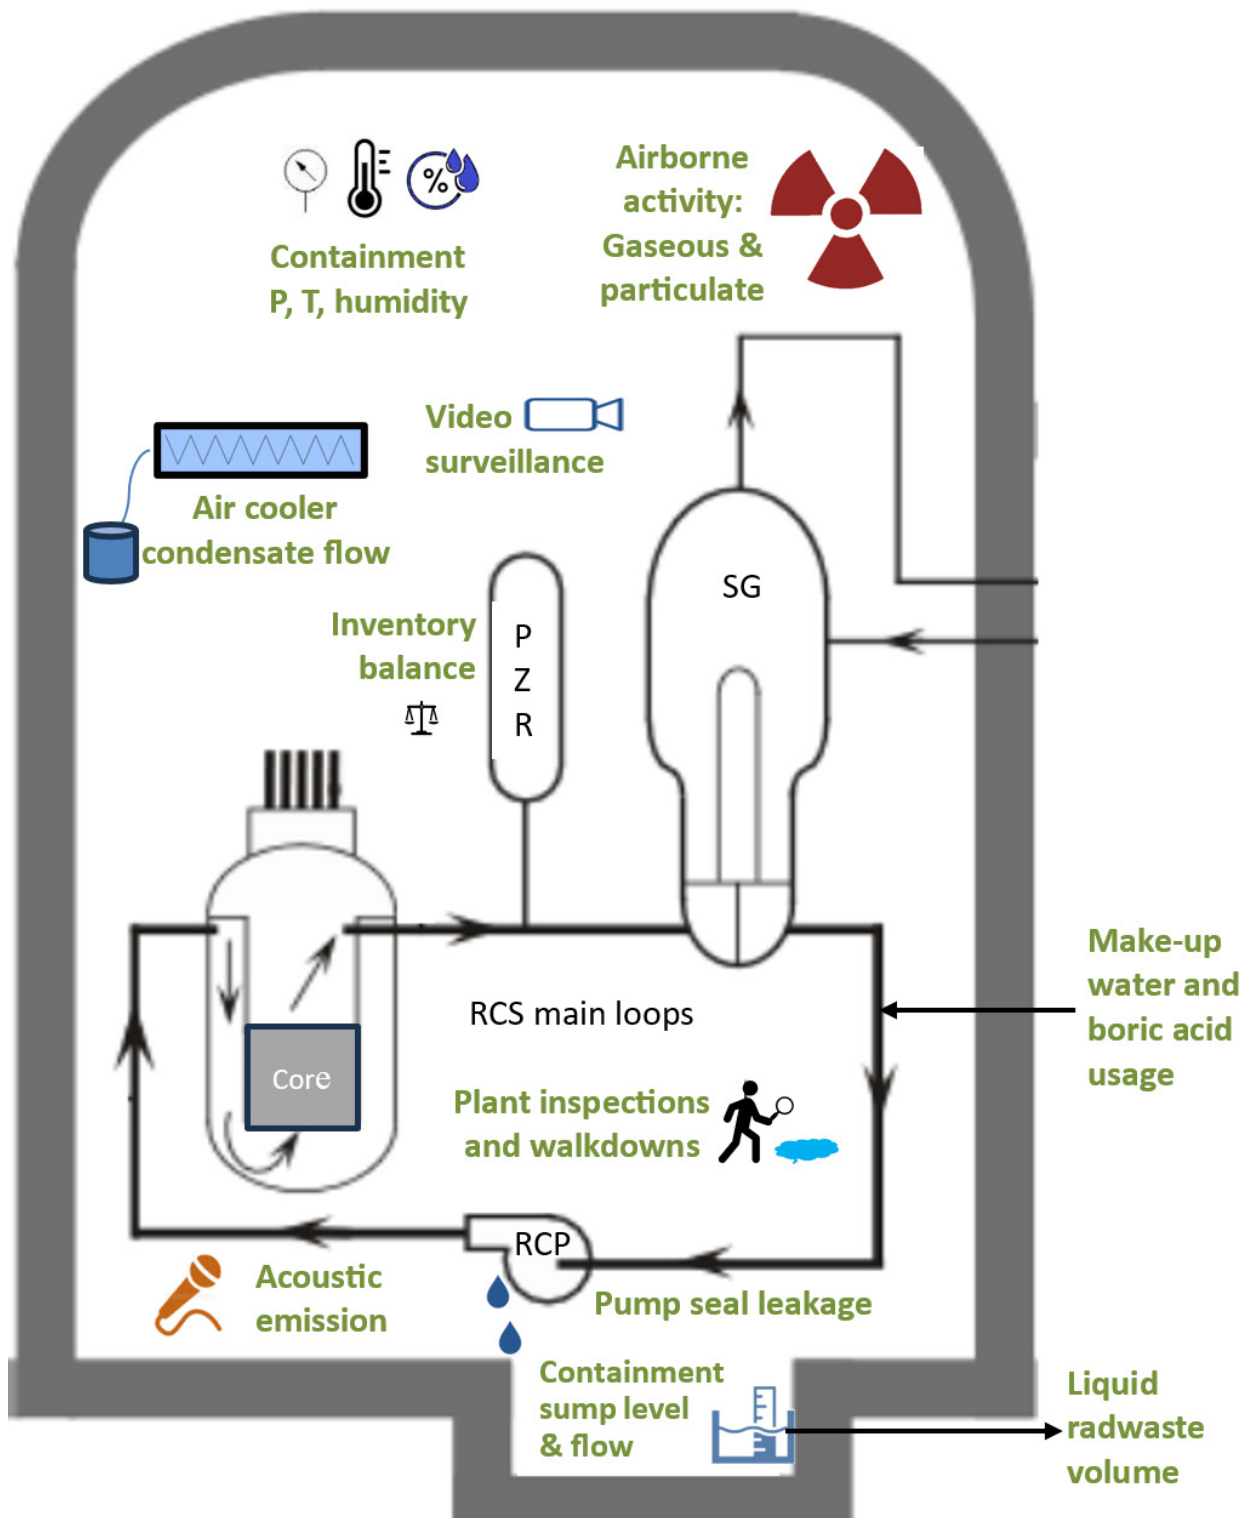 %
Containment
P, T, humidity
Airborne
activity:
Gaseous &
particulate
Video
surveillance
Air cooler
condensate flow
SG
Inventory
balance
P
Z
R
RCS main loops
Core
Make-up
water and
boric acid
usage
Plant inspections
and walkdowns
RCP
Acoustic
emission
Pump seal leakage
Containment
sump level
& flow
Liquid
radwaste
volume